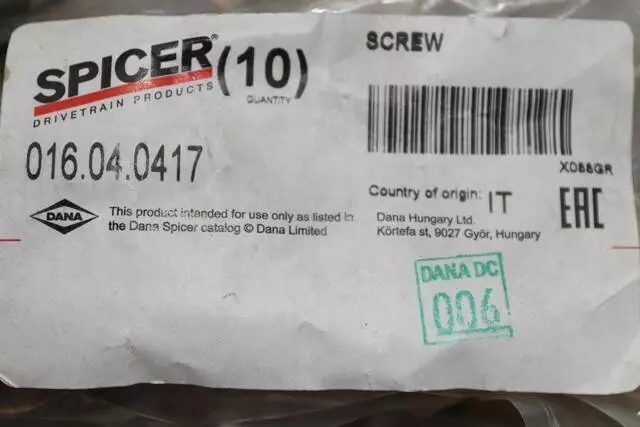 SPICER®
DRIVETRAIN PRODUCTS
(10)
QUANTITY
SCREW
016.04.0417
X088GR
Country of origin: IT
EAC
DANA
This product intended for use only as listed in
the Dana Spicer catalog © Dana Limited
Dana Hungary Ltd.
Körtefa st, 9027 Győr, Hungary
DANA DC
006